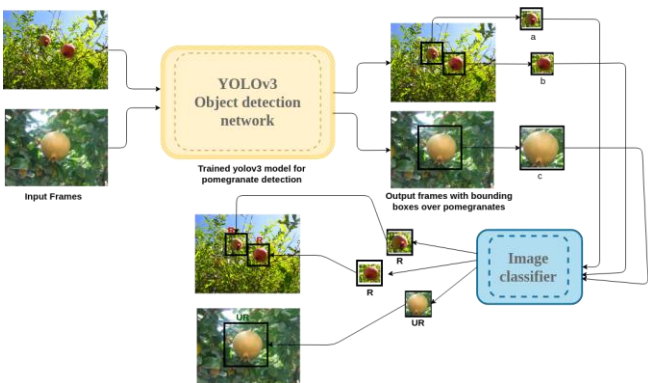 YOLOv3
Object detection
network
Input Frames
Trained yolov3 model for
pomegranate detection
a
b
c
Output frames with bounding
boxes over pomegranates
Image
classifier
R
R
UR
R
R
UR